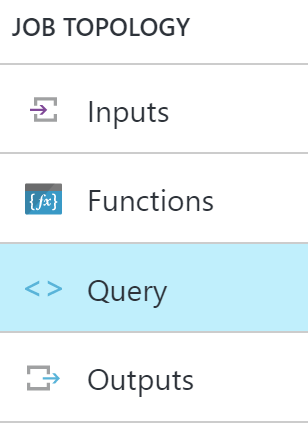 JOB TOPOLOGY
Inputs
{fx} Functions
<> Query
Outputs